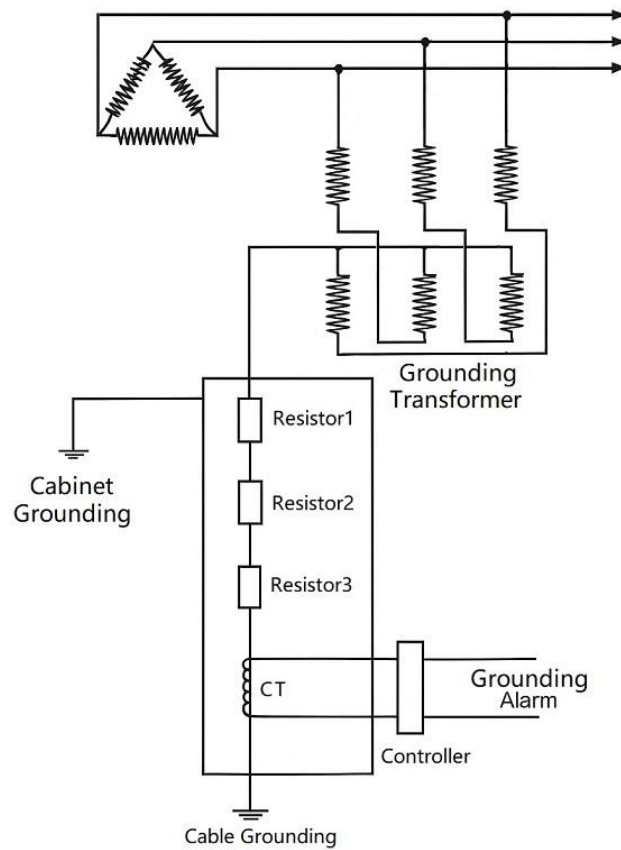 Grounding
Transformer
Resistor1
Cabinet
Grounding
Resistor2
Resistor3
CT
Grounding
Alarm
Controller
Cable Grounding